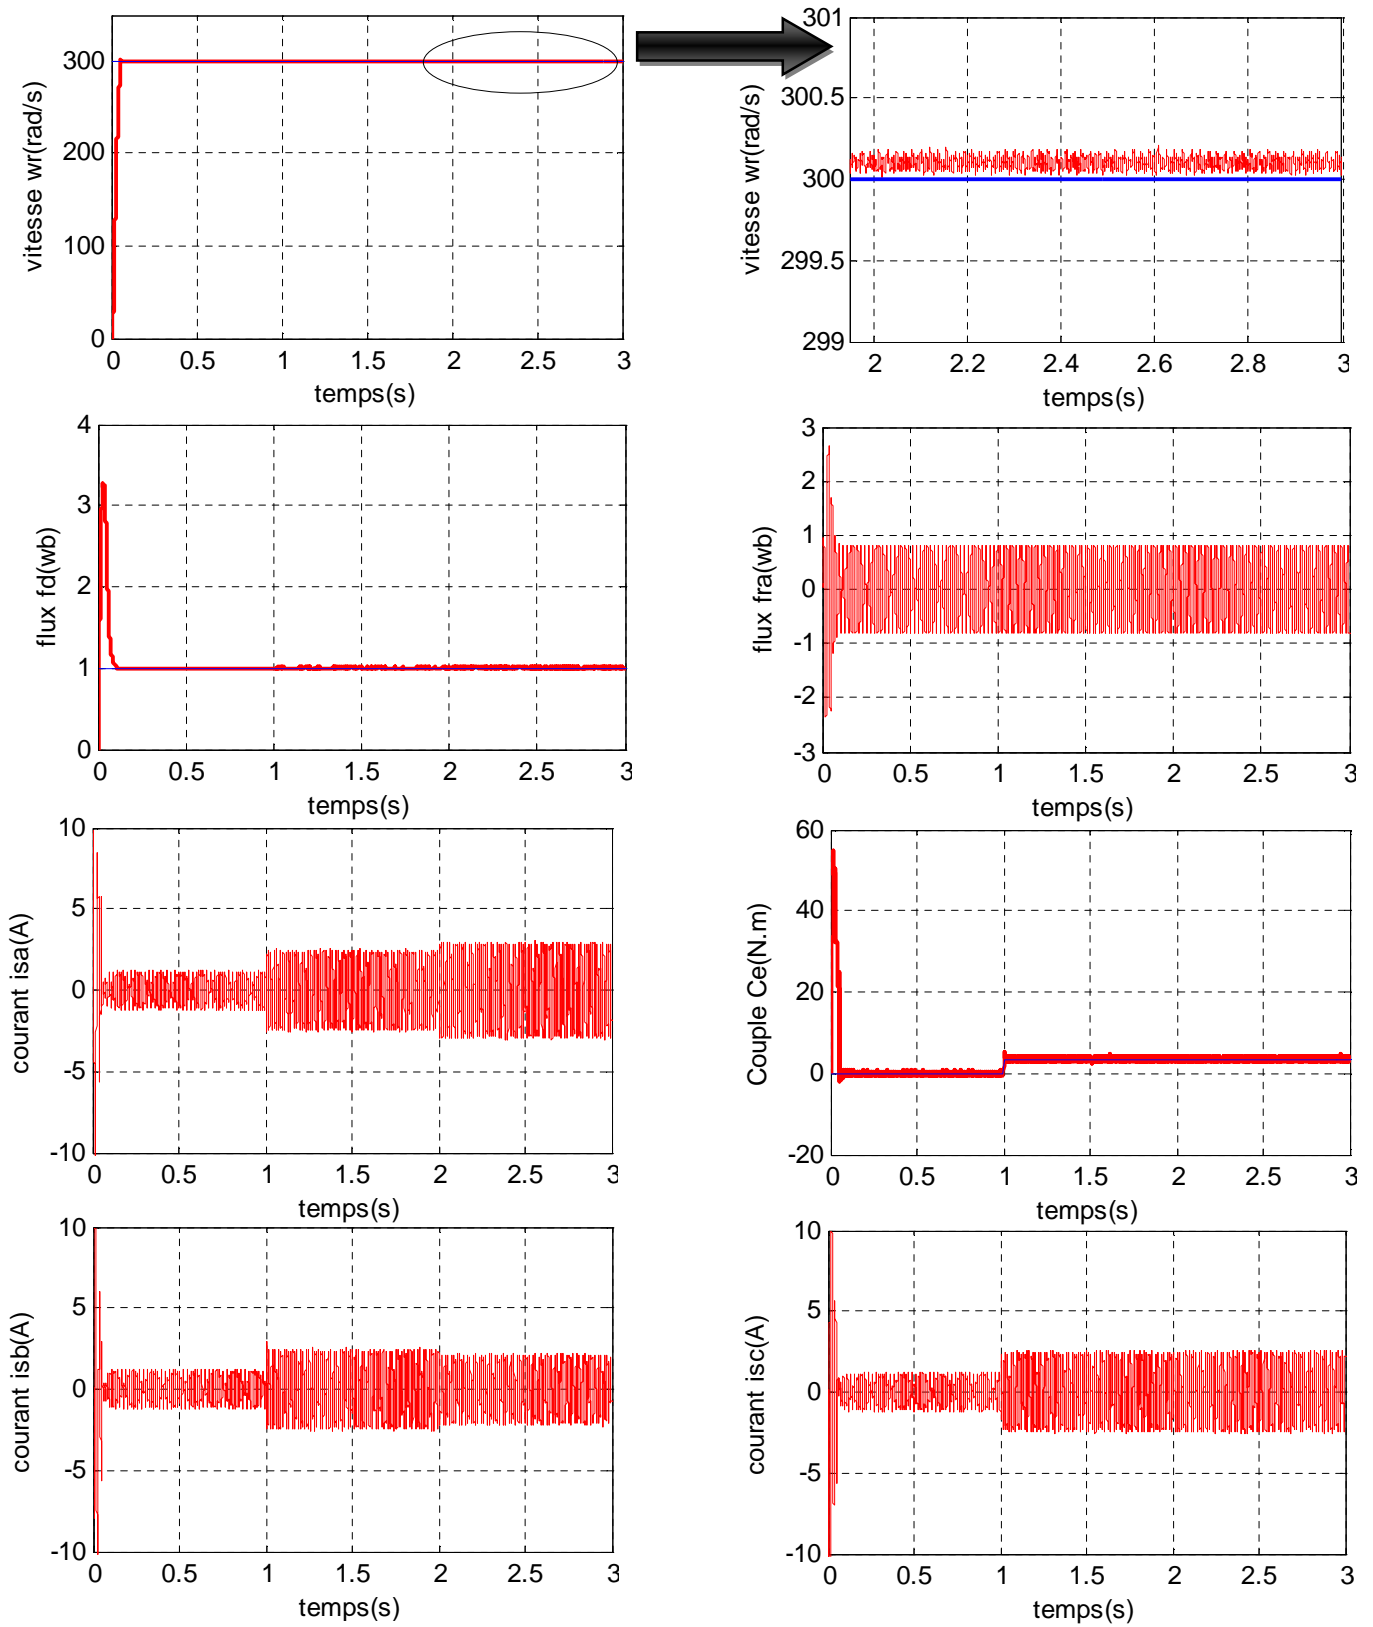 300
200
100
0
vitesse wr(rad/s)
0 0.5 1 1.5 2 2.5 3
temps(s)
301
300.5
300
299.5
299
vitesse wr(rad/s)
2 2.2 2.4 2.6 2.8 3
temps(s)
4
3
2
1
0
flux fd(wb)
0 0.5 1 1.5 2 2.5 3
temps(s)
3
2
1
0
-1
-2
-3
flux fra(wb)
0 0.5 1 1.5 2 2.5 3
temps(s)
10
5
0
-5
-10
courant isa(A)
0 0.5 1 1.5 2 2.5 3
temps(s)
60
40
20
0
-20
Couple Ce(N.m)
0 0.5 1 1.5 2 2.5 3
temps(s)
10
5
0
-5
-10
courant isb(A)
0 0.5 1 1.5 2 2.5 3
temps(s)
10
5
0
-5
-10
courant isc(A)
0 0.5 1 1.5 2 2.5 3
temps(s)